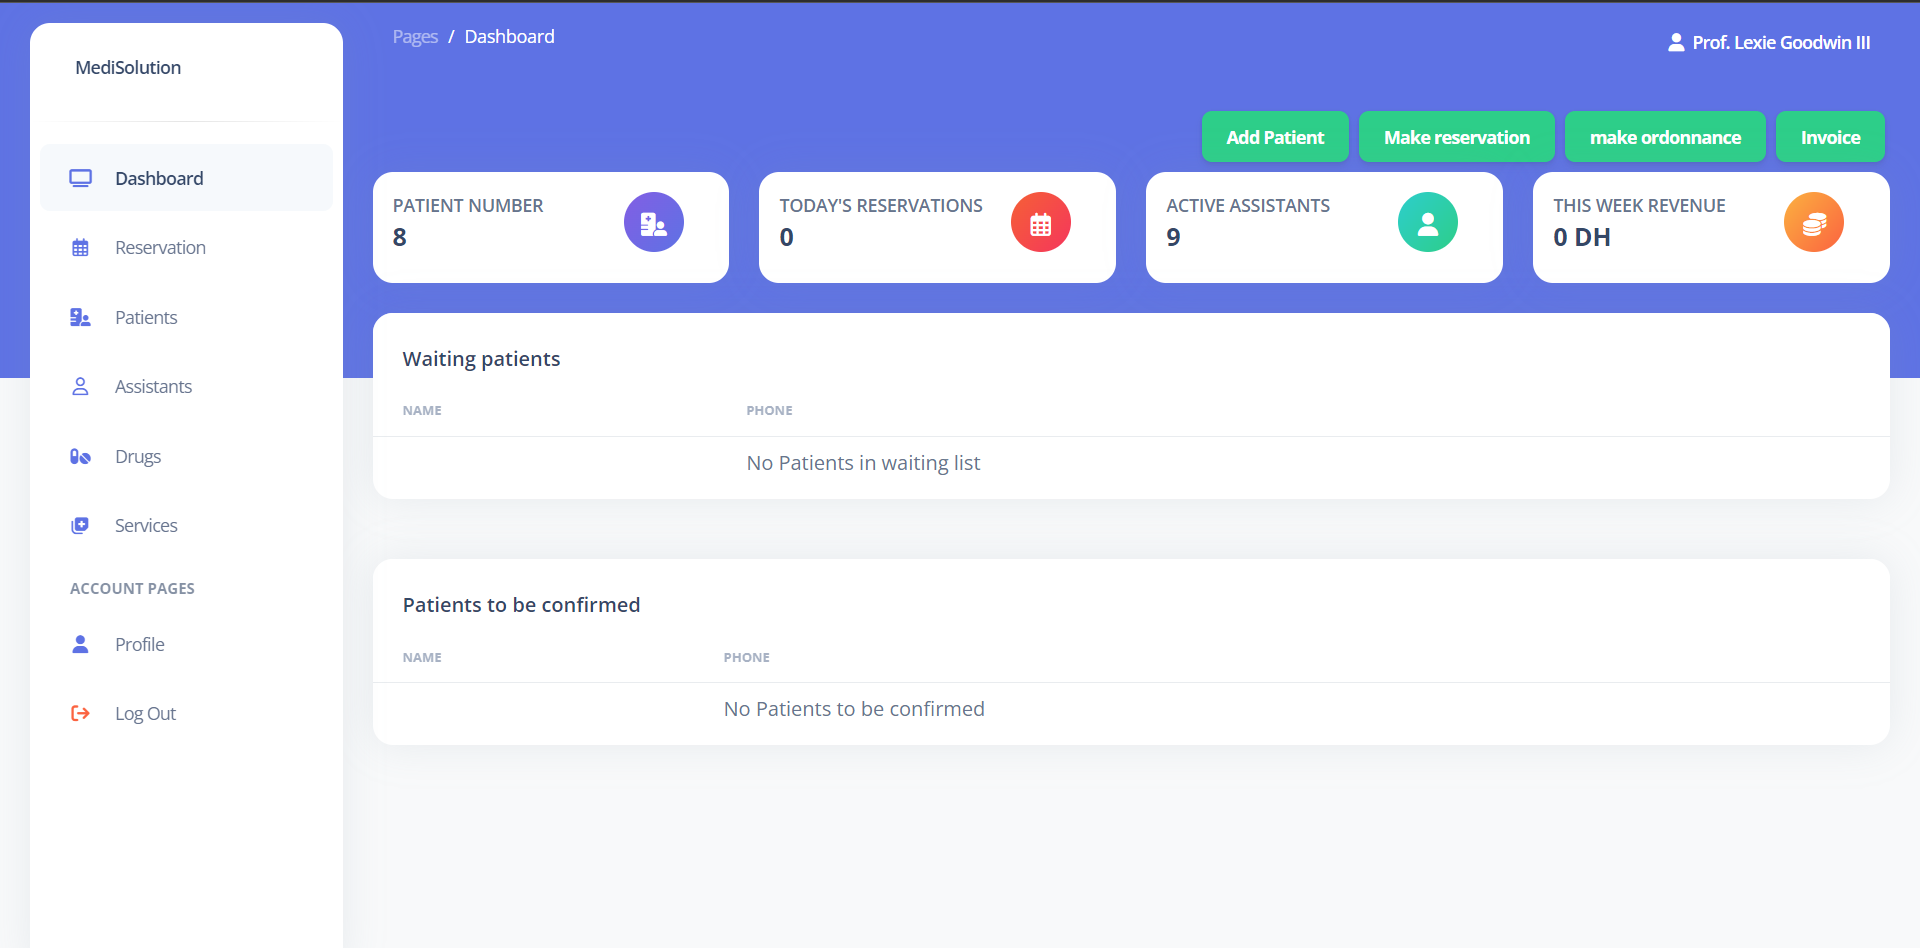 MediSolution
Dashboard
Reservation
Patients
Assistants
Drugs
Services
ACCOUNT PAGES
Profile
Log Out
Pages / Dashboard
Prof. Lexie Goodwin III
Add Patient
Make reservation
make ordonnance
Invoice
PATIENT NUMBER
8
TODAY'S RESERVATIONS
0
ACTIVE ASSISTANTS
9
THIS WEEK REVENUE
0 DH
Waiting patients
NAME PHONE
No Patients in waiting list
Patients to be confirmed
NAME PHONE
No Patients to be confirmed